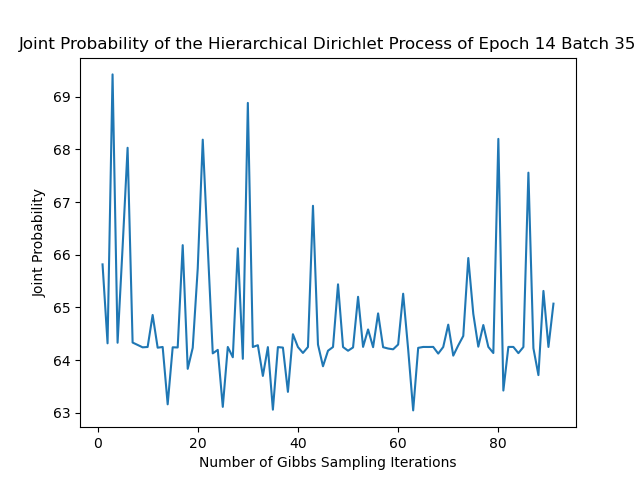 Joint Probability of the Hierarchical Dirichlet Process of Epoch 14 Batch 35
69
68
67
66
65
64
63
Joint Probability
0 20 40 60 80
Number of Gibbs Sampling Iterations